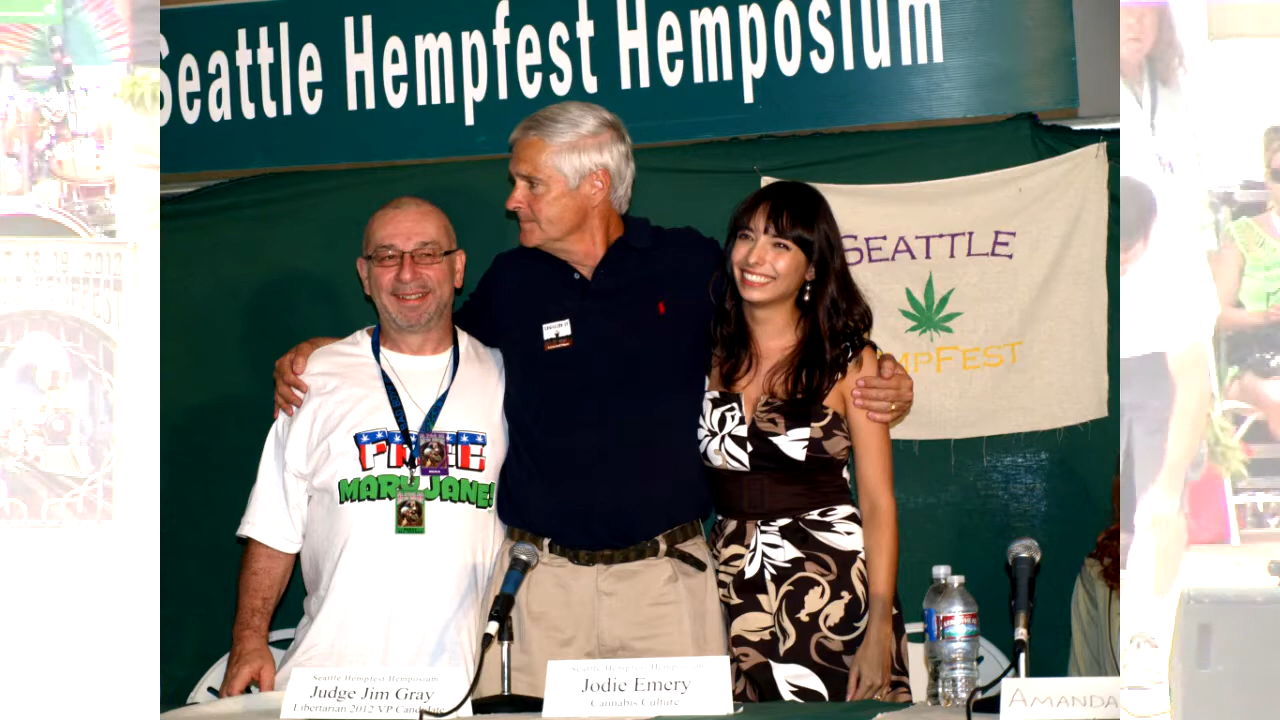 Seattle Hempfest Hemposium
SEATTLE
MPFEST
FREE
MARY JANE!
Seattle Hempfest Hemposium
Judge Jim Gray
Libertarian 2012 VP Candidate
Seattle Hempfest Hemposium
Jodie Emery
Cannabis Culture
AMANDA